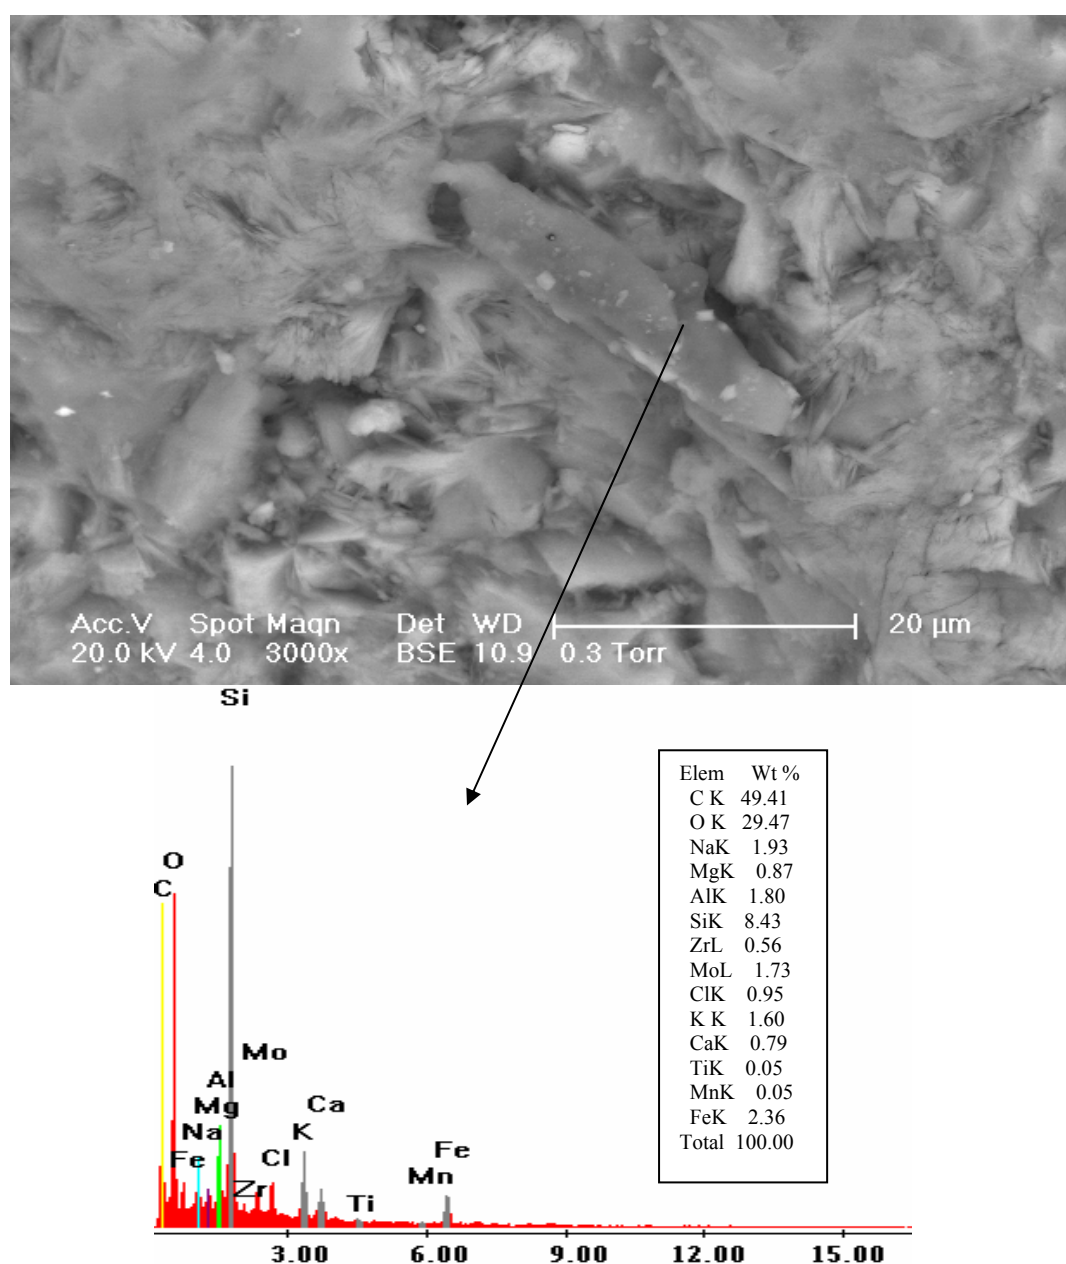 Acc.V Spot Magn Det WD 20 µm
20.0 kV 4.0 3000x BSE 10.9 0.3 Torr
Si
O
C
Mo
Al
Mg
Ca
Na
K
Fe
Fe
Cl
Mn
Zr
Ti
3.00 6.00 9.00 12.00 15.00
Elem Wt %
C K 49.41
O K 29.47
NaK 1.93
MgK 0.87
AlK 1.80
SiK 8.43
ZrL 0.56
MoL 1.73
ClK 0.95
K K 1.60
CaK 0.79
TiK 0.05
MnK 0.05
FeK 2.36
Total 100.00